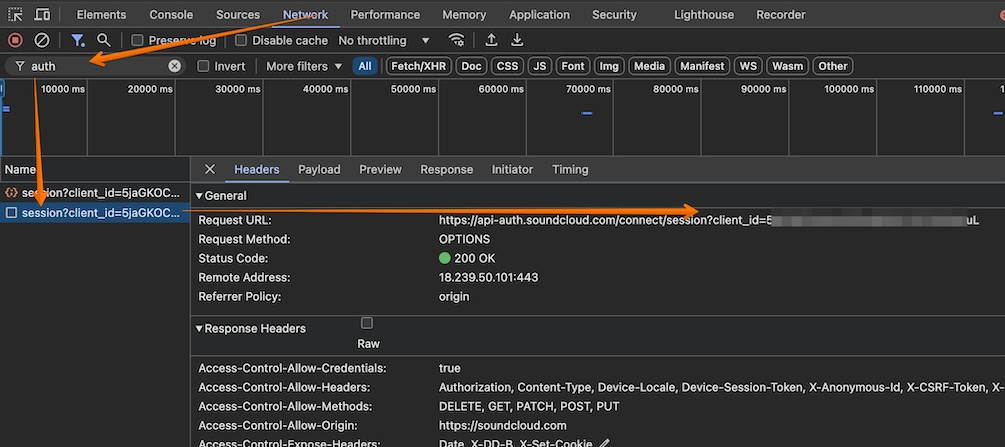 Elements Console Sources Network Performance Memory Application Security Lighthouse Recorder
Preserve log Disable cache No throttling
auth Invert More filters All Fetch/XHR Doc CSS JS Font Img Media Manifest WS Wasm Other
10000 ms 20000 ms 30000 ms 40000 ms 50000 ms 60000 ms 70000 ms 80000 ms 90000 ms 100000 ms 110000 ms
Name Headers Payload Preview Response Initiator Timing
session?client_id=5jaGKOC...
General
session?client_id=5jaGKOC...
Request URL: https://api-auth.soundcloud.com/connect/session?client_id=5 uL
Request Method: OPTIONS
Status Code: 200 OK
Remote Address: 18.239.50.101:443
Referrer Policy: origin
Response Headers
Raw
Access-Control-Allow-Credentials: true
Access-Control-Allow-Headers: Authorization, Content-Type, Device-Locale, Device-Session-Token, X-Anonymous-Id, X-CSRF-Token, X-
Access-Control-Allow-Methods: DELETE, GET, PATCH, POST, PUT
Access-Control-Allow-Origin: https://soundcloud.com
Access-Control-Expose-Headers: Date, X-DD-B, X-Set-Cookie